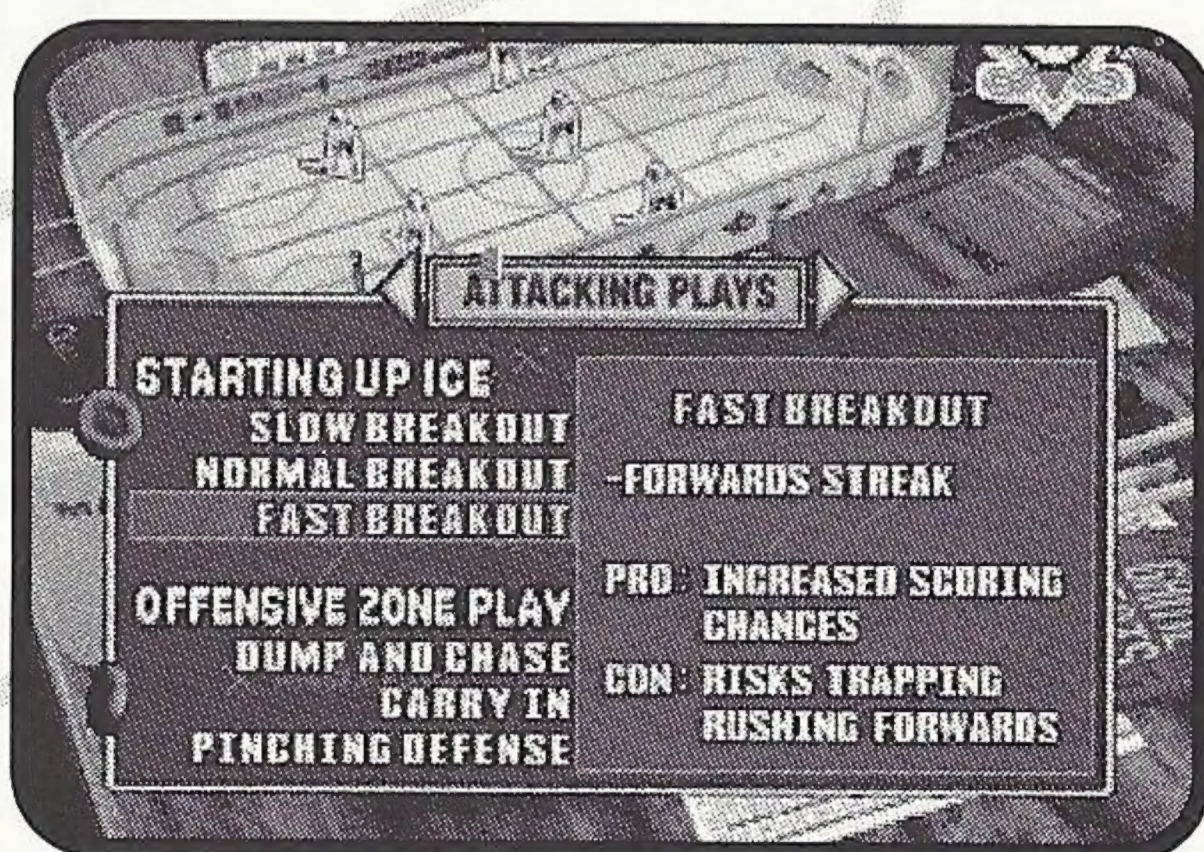 ATTACKING PLAYS
STARTING UP ICE
SLOW BREAKOUT
NORMAL BREAKOUT
FAST BREAKOUT
OFFENSIVE ZONE PLAY
DUMP AND CHASE
CARRY IN
PINCHING DEFENSE
FAST BREAKOUT
-FORWARDS STREAK
PRO: INCREASED SCORING
CHANCES
CON: RISKS TRAPPING
RUSHING FORWARDS